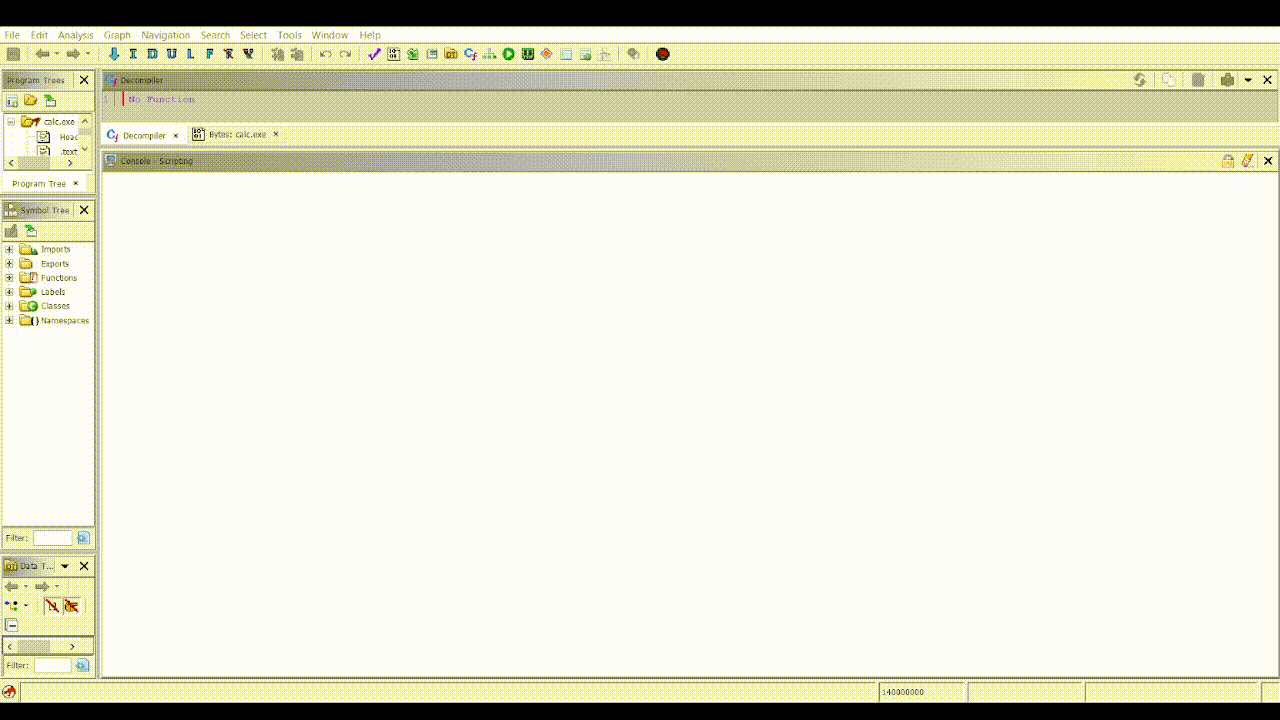 File Edit Analysis Graph Navigation Search Select Tools Window Help
I D U L F R V
Program Trees
calc.exe
Head
.text
Program Tree
Symbol Tree
Imports
Exports
Functions
Labels
Classes
Namespaces
Filter:
Data T...
Filter:
Decompiler
1 No Function
Decompiler Bytes: calc.exe
Console - Scripting
140000000